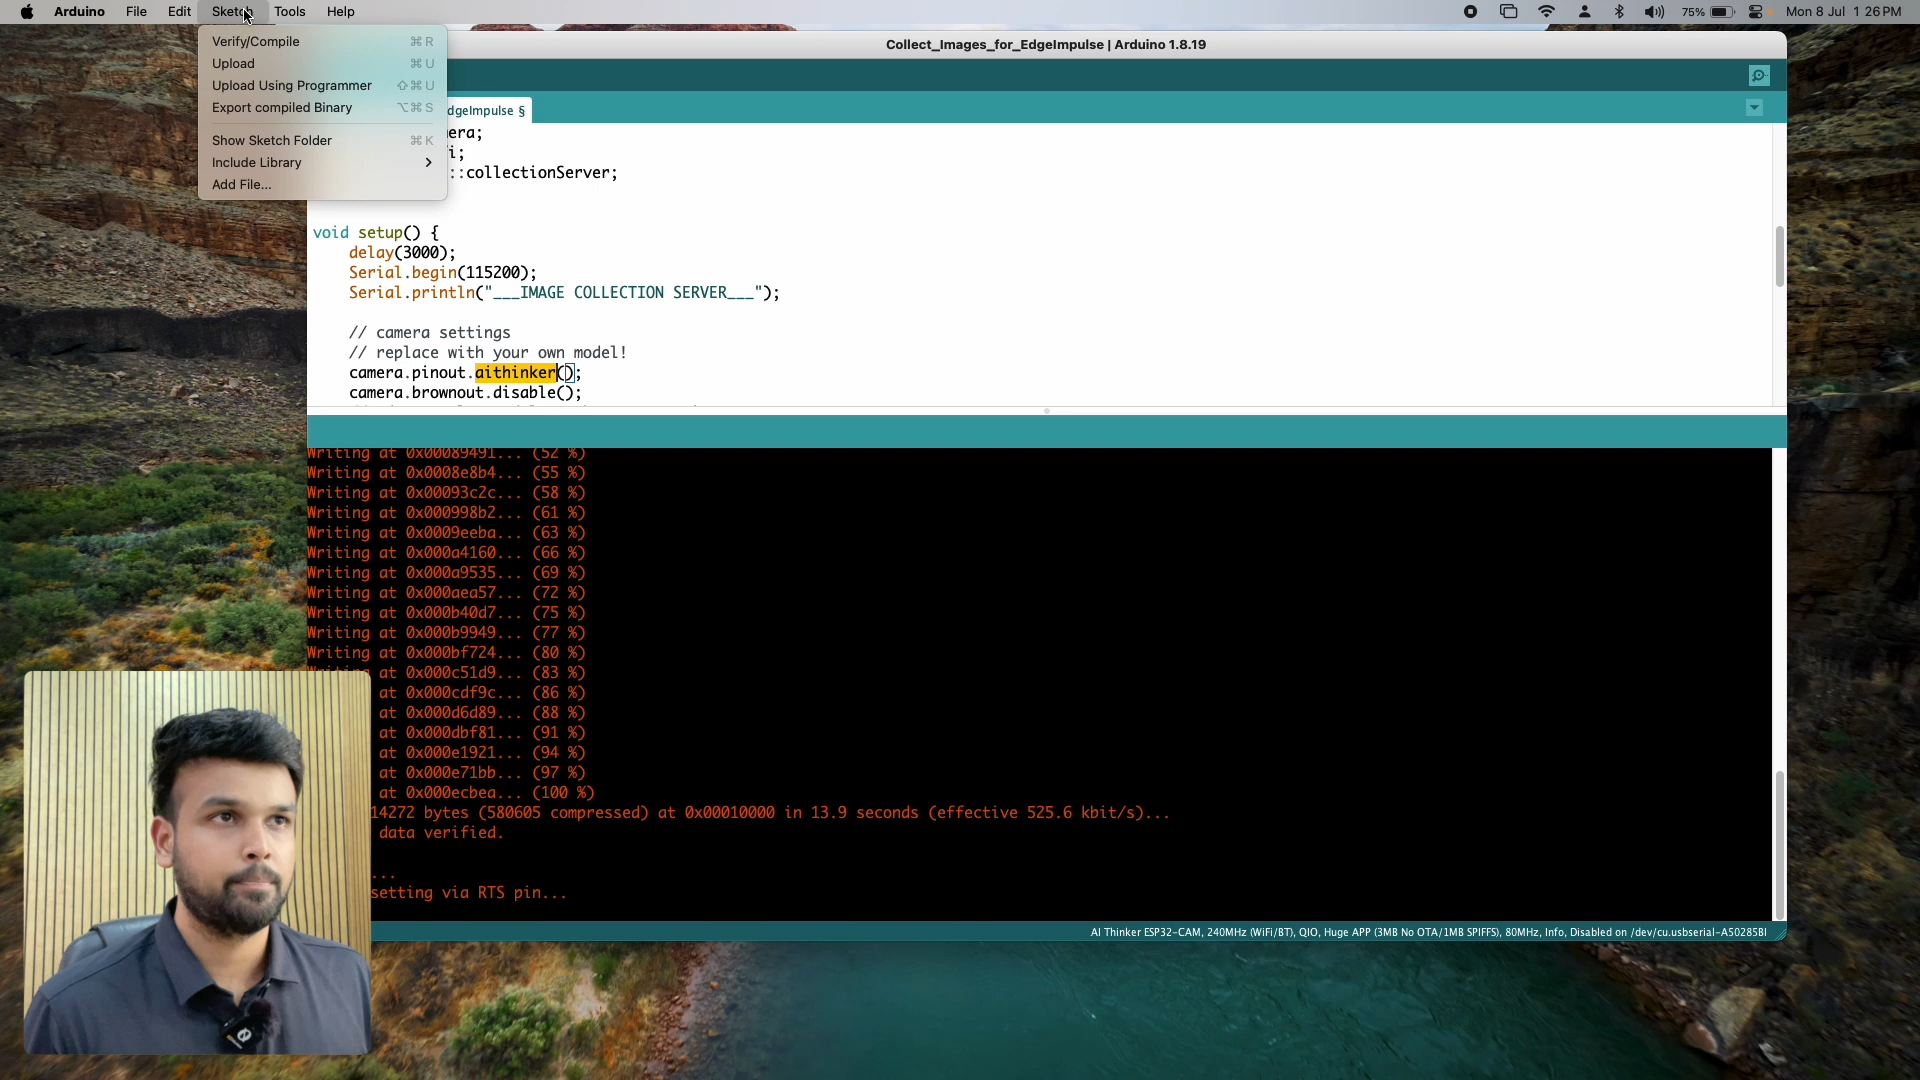 Arduino File Edit Sketch Tools Help
75% Mon 8 Jul 1 26 PM
Verify/Compile ⌘ R
Upload ⌘ U
Upload Using Programmer ⇧⌘ U
Export compiled Binary ⌥⌘ S
Show Sketch Folder ⌘ K
Include Library >
Add File...
Collect_Images_for_EdgeImpulse | Arduino 1.8.19
dgeImpulse §
era;
i;
::collectionServer;
void setup() {
delay(3000);
Serial.begin(115200);
Serial.println("___IMAGE COLLECTION SERVER___");
// camera settings
// replace with your own model!
camera.pinout.aithinker();
camera.brownout.disable();
Writing at 0x00089491... (52 %)
Writing at 0x0008e8b4... (55 %)
Writing at 0x00093c2c... (58 %)
Writing at 0x000998b2... (61 %)
Writing at 0x0009eeba... (63 %)
Writing at 0x000a4160... (66 %)
Writing at 0x000a9535... (69 %)
Writing at 0x000aea57... (72 %)
Writing at 0x000b40d7... (75 %)
Writing at 0x000b9949... (77 %)
Writing at 0x000bf724... (80 %)
at 0x000c51d9... (83 %)
at 0x000cdf9c... (86 %)
at 0x000d6d89... (88 %)
at 0x000dbf81... (91 %)
at 0x000e1921... (94 %)
at 0x000e71bb... (97 %)
at 0x000ecbea... (100 %)
14272 bytes (580605 compressed) at 0x00010000 in 13.9 seconds (effective 525.6 kbit/s)...
data verified.
...
setting via RTS pin...
AI Thinker ESP32-CAM, 240MHz (WiFi/BT), QIO, Huge APP (3MB No OTA/1MB SPIFFS), 80MHz, Info, Disabled on /dev/cu.usbserial-A50285BI